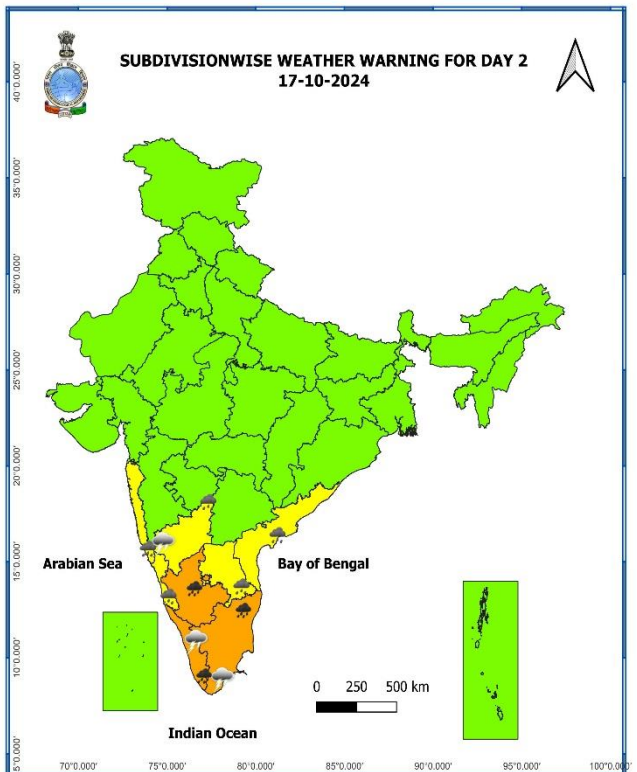 SUBDIVISIONWISE WEATHER WARNING FOR DAY 2
17-10-2024
40°0.000'
35°0.000'
30°0.000'
25°0.000'
20°0.000'
15°0.000'
10°0.000'
5°0.000'
Arabian Sea
Bay of Bengal
0 250 500 km
Indian Ocean
70°0.000' 75°0.000' 80°0.000' 85°0.000' 90°0.000' 95°0.000' 100°0.000'